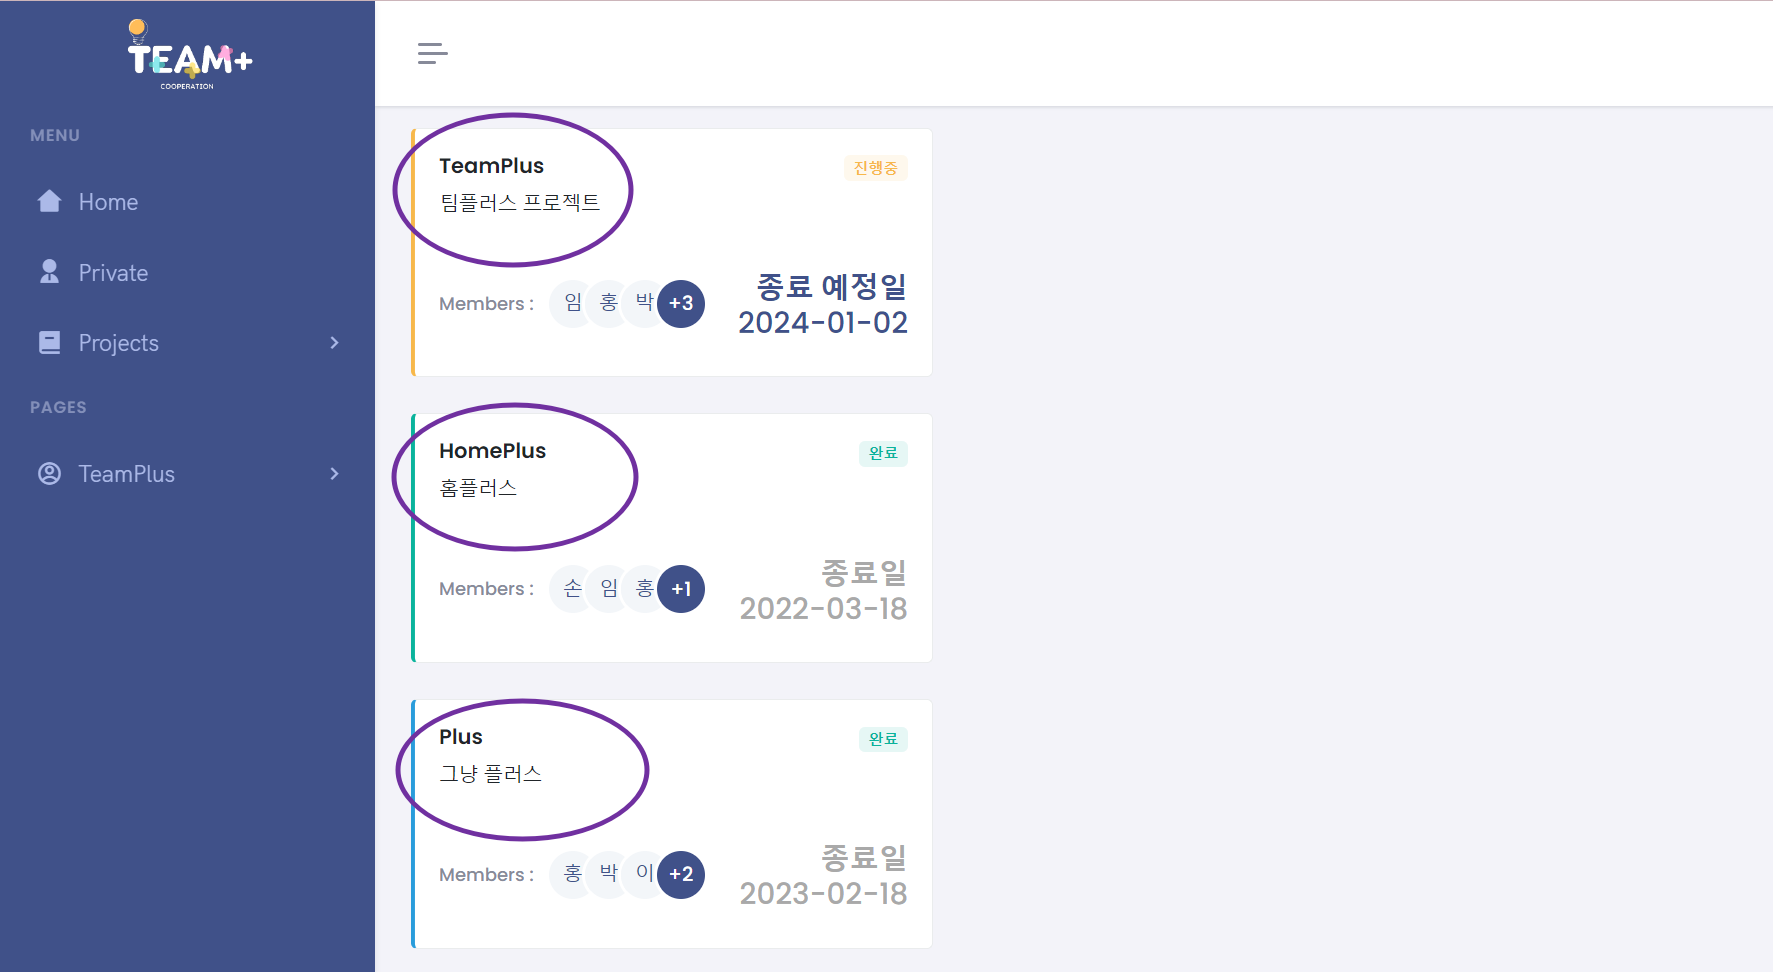 TEAM+
COOPERATION
MENU
Home
Private
Projects
PAGES
TeamPlus
TeamPlus
진행중
팀플러스 프로젝트
Members :
임 홍 박 +3
종료 예정일
2024-01-02
HomePlus
완료
홈플러스
Members :
손 임 홍 +1
종료일
2022-03-18
Plus
완료
그냥 플러스
Members :
홍 박 이 +2
종료일
2023-02-18